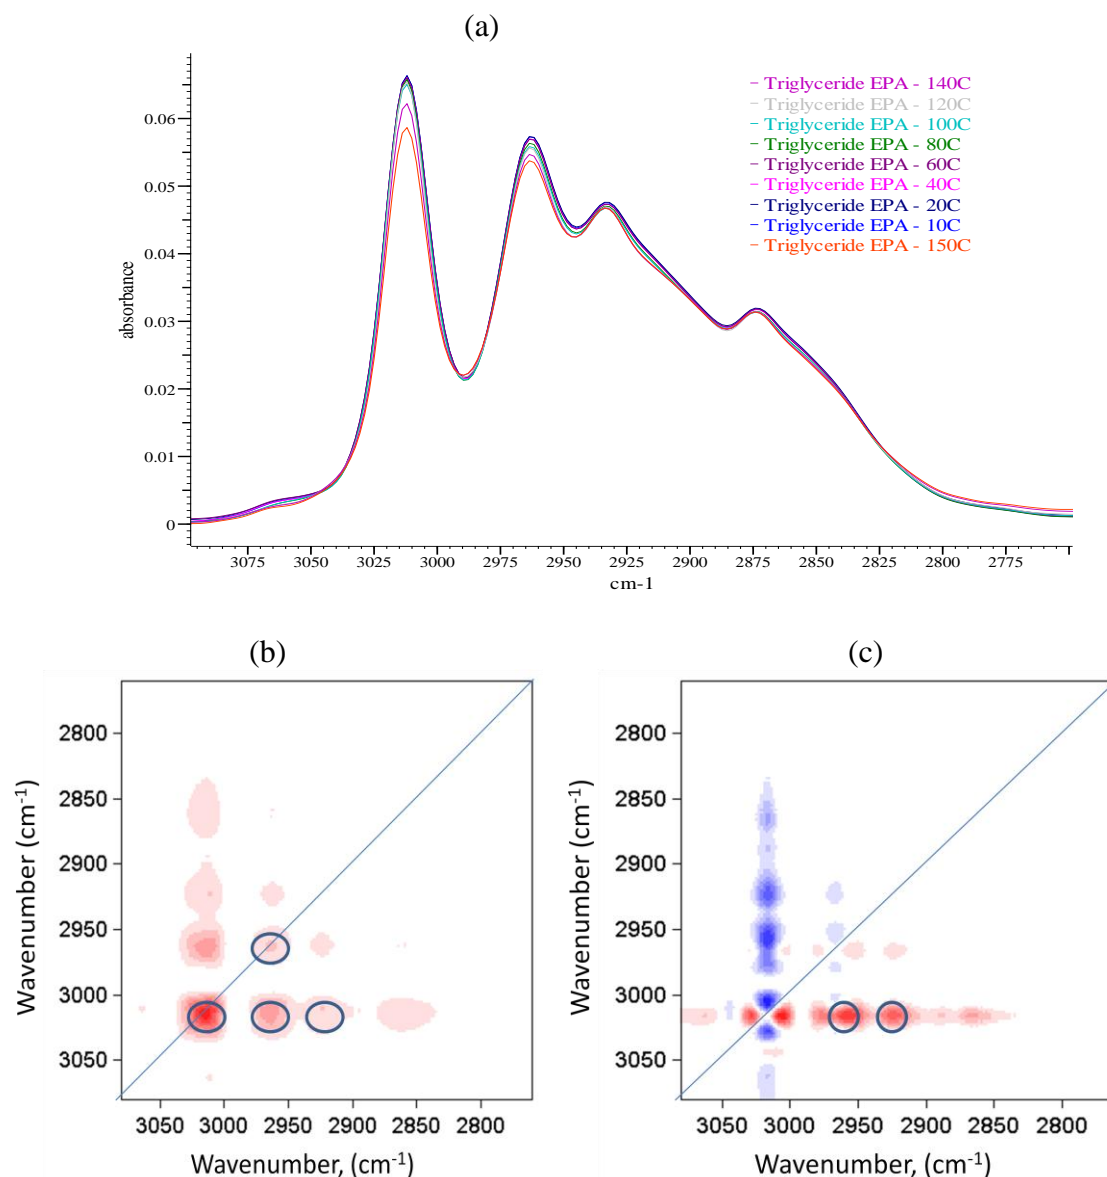 (a)
Triglyceride EPA - 140C
Triglyceride EPA - 120C
Triglyceride EPA - 100C
Triglyceride EPA - 80C
Triglyceride EPA - 60C
Triglyceride EPA - 40C
Triglyceride EPA - 20C
Triglyceride EPA - 10C
Triglyceride EPA - 150C
absorbance
0.06
0.05
0.04
0.03
0.02
0.01
0
3075 3050 3025 3000 2975 2950 2925 2900 2875 2850 2825 2800 2775
cm-1
(b)
Wavenumber (cm-1)
2800
2850
2900
2950
3000
3050
3050 3000 2950 2900 2850 2800
Wavenumber, (cm-1)
(c)
Wavenumber (cm-1)
2800
2850
2900
2950
3000
3050
3050 3000 2950 2900 2850 2800
Wavenumber, (cm-1)